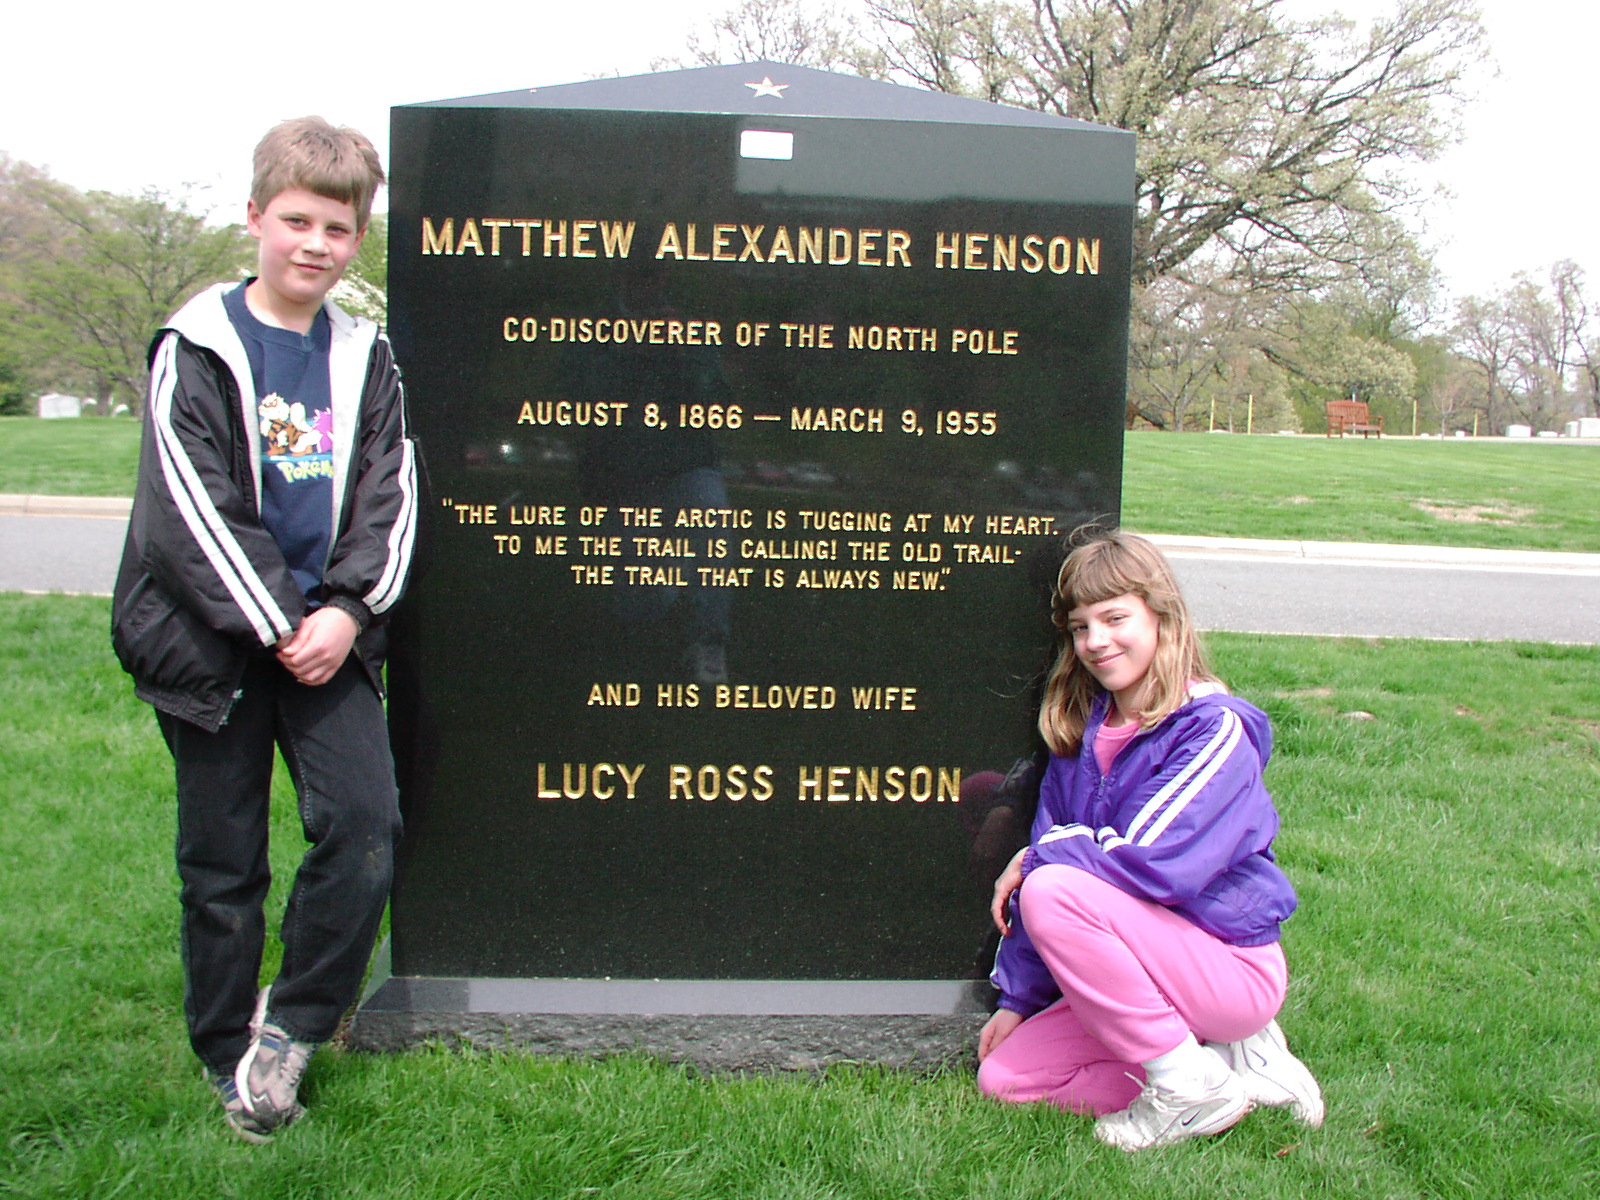 MATTHEW ALEXANDER HENSON
CO-DISCOVERER OF THE NORTH POLE
AUGUST 8, 1866 — MARCH 9, 1955
"THE LURE OF THE ARCTIC IS TUGGING AT MY HEART.
TO ME THE TRAIL IS CALLING! THE OLD TRAIL-
THE TRAIL THAT IS ALWAYS NEW."
AND HIS BELOVED WIFE
LUCY ROSS HENSON
POKéM